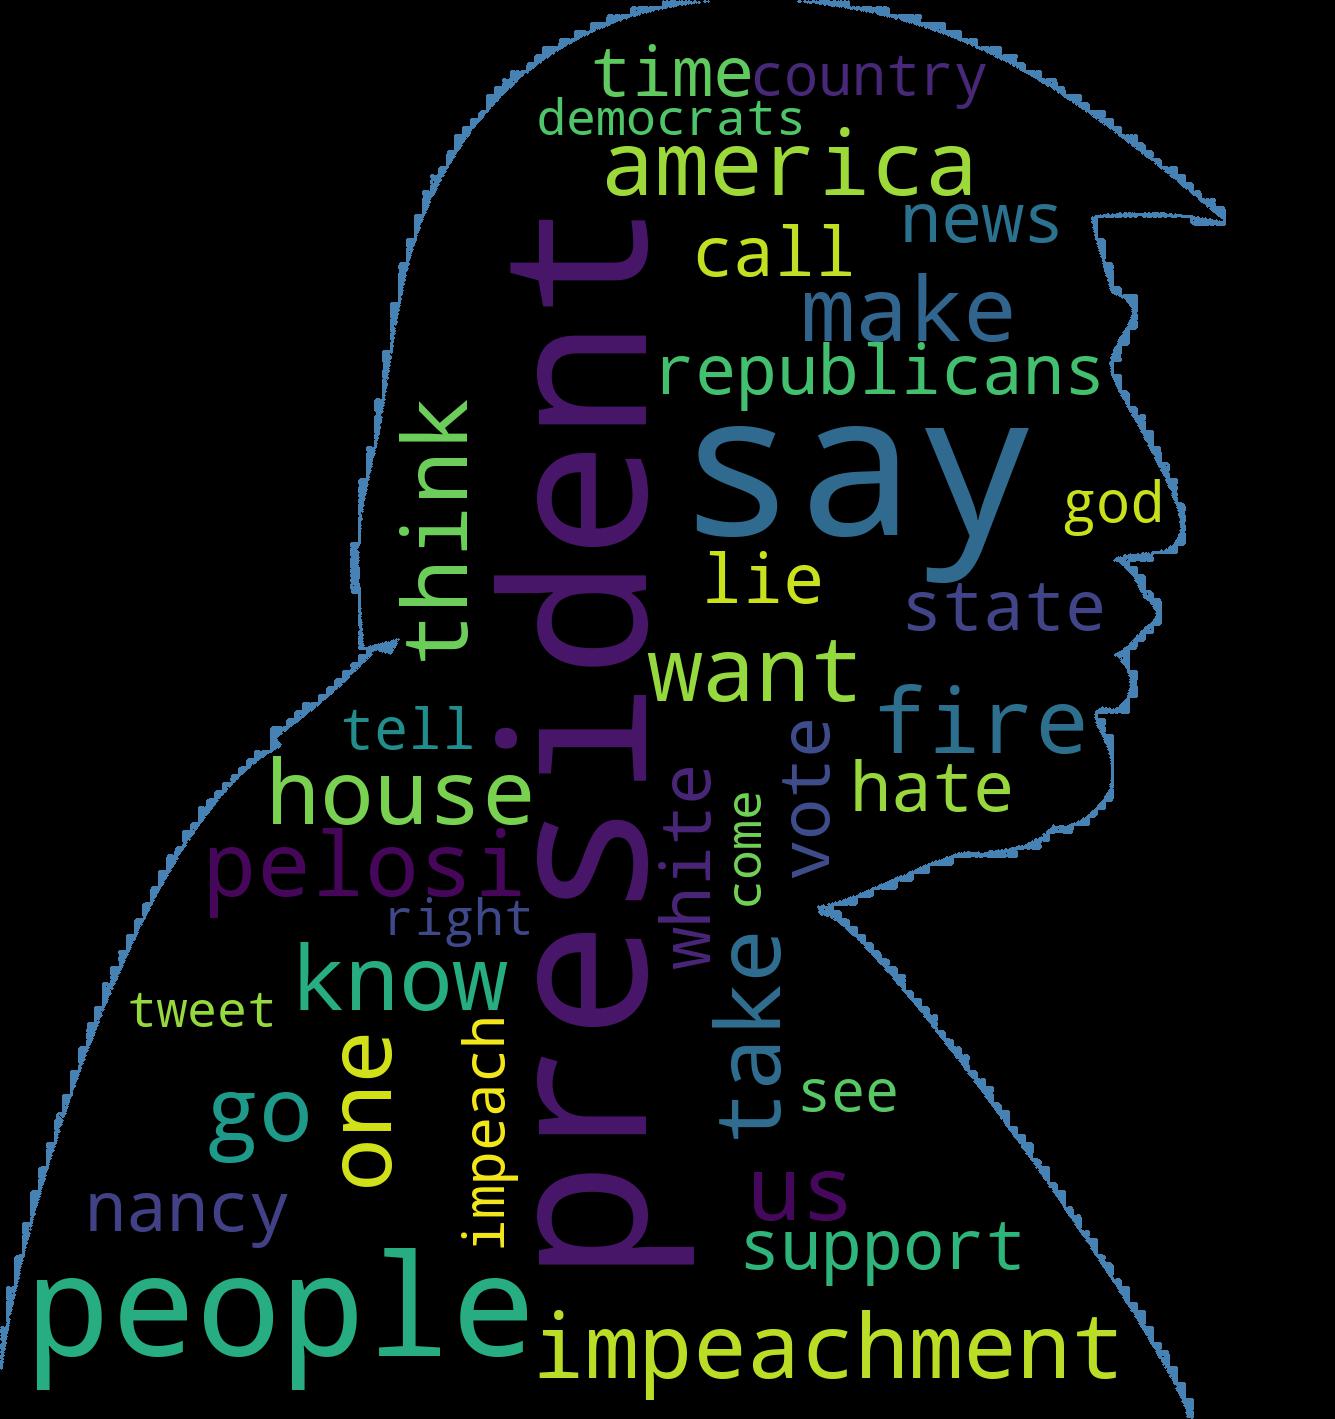 time country
democrats
america
news
call
make
republicans
think
president
say
god
lie
state
want
fire
tell
vote
house
hate
white
come
pelosi
right
know
take
tweet
one
impeach
see
go
us
nancy
support
people
impeachment